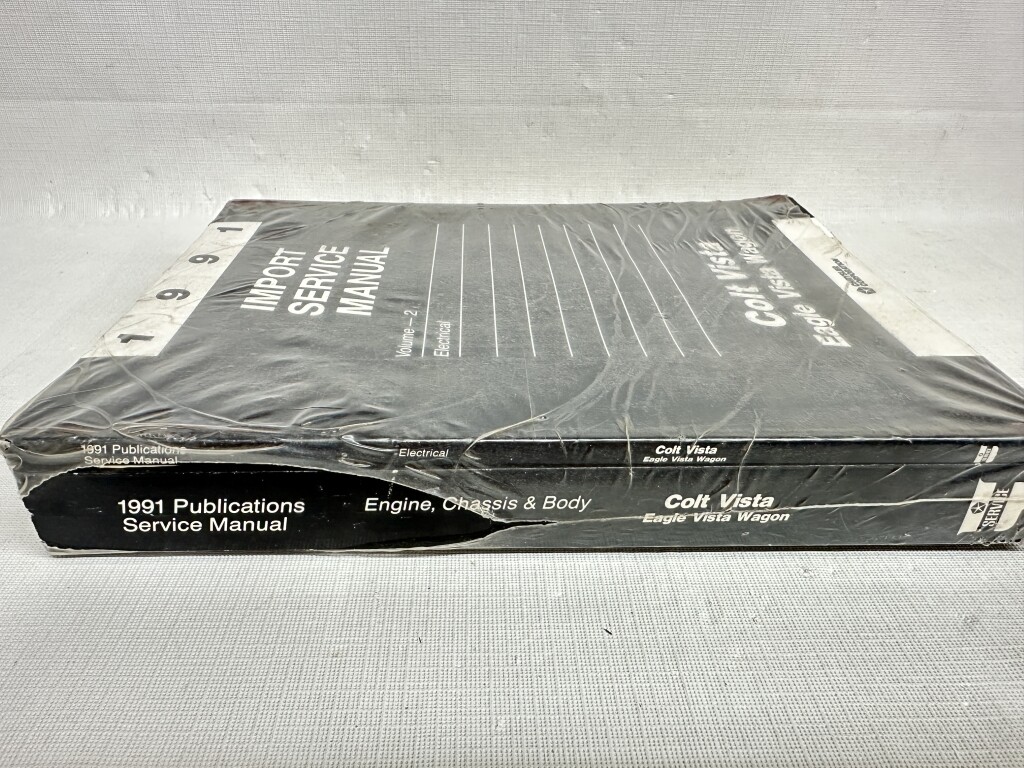 1991
IMPORT
SERVICE
MANUAL
Volume — 2
Electrical
Colt Vista
Eagle Vista Wagon
1991 Publications
Service Manual
Electrical
Colt Vista
Eagle Vista Wagon
1991 Publications
Service Manual
Engine, Chassis & Body
Colt Vista
Eagle Vista Wagon
SERVICE